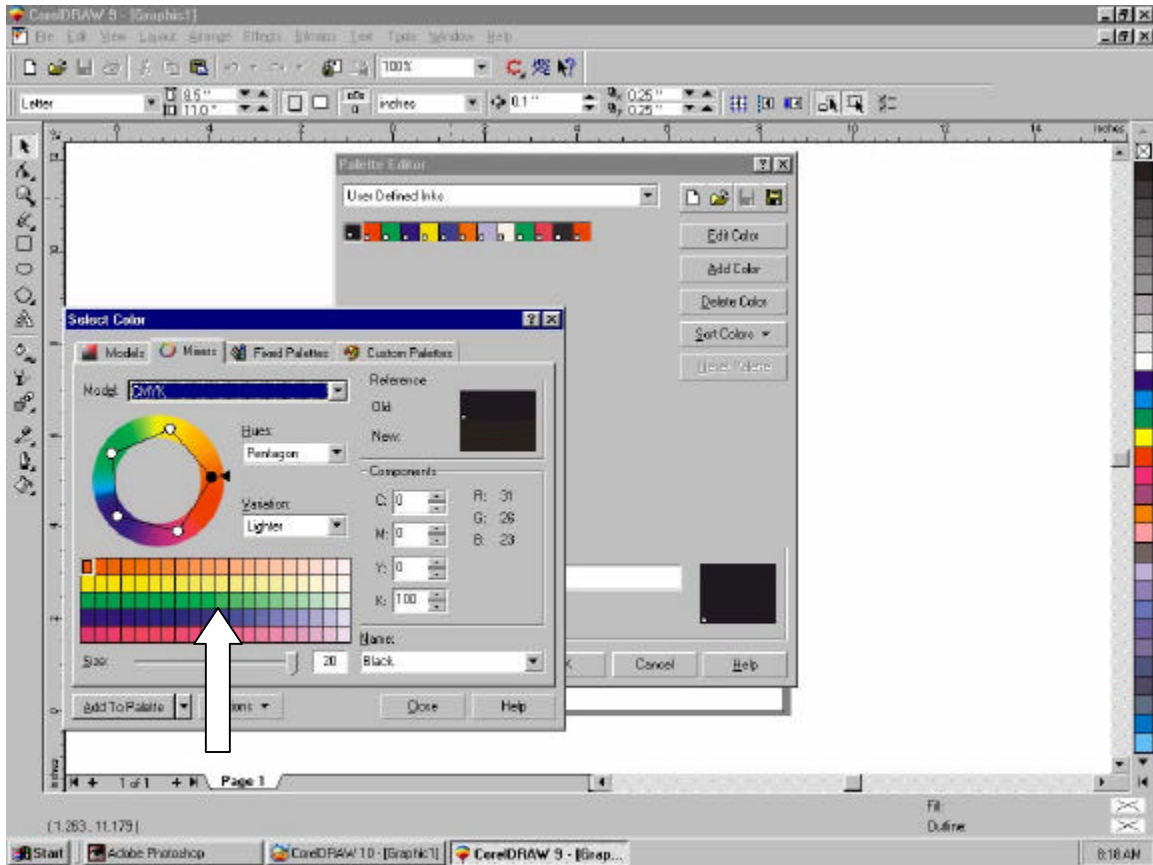 CorelDRAW 9 - [Graphic1]
File Edit View Layout Arrange Effects Bitmaps Text Tools Window Help
100%
Letter 8.5" 11.0" inches 0.1" 0.25" 0.25"
inches
Palette Editor
User Defined Inks
Edit Color
Add Color
Delete Color
Sort Colors
Reset Palette
Cancel Help
Select Color
Models Mixers Fixed Palettes Custom Palettes
Model: CMYK
Reference
Old:
New:
Hues:
Pentagon
Variation:
Lighter
Components
C: 0 R: 31
M: 0 G: 26
Y: 0 B: 23
K: 100
Size: 20
Name:
Black
Add To Palette
Close Help
1 of 1 Page 1
(1.263, 11.179)
Fill:
Outline:
inches
Start Adobe Photoshop CorelDRAW 10 - [Graphic1] CorelDRAW 9 - [Grap... 8:18 AM